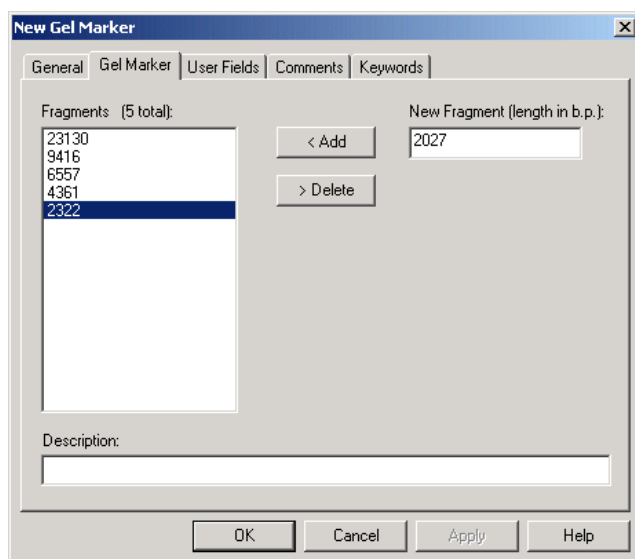 New Gel Marker
General Gel Marker User Fields Comments Keywords
Fragments (5 total):
New Fragment (length in b.p.):
23130
9416
6557
4361
2322
< Add
2027
> Delete
Description:
OK Cancel Apply Help